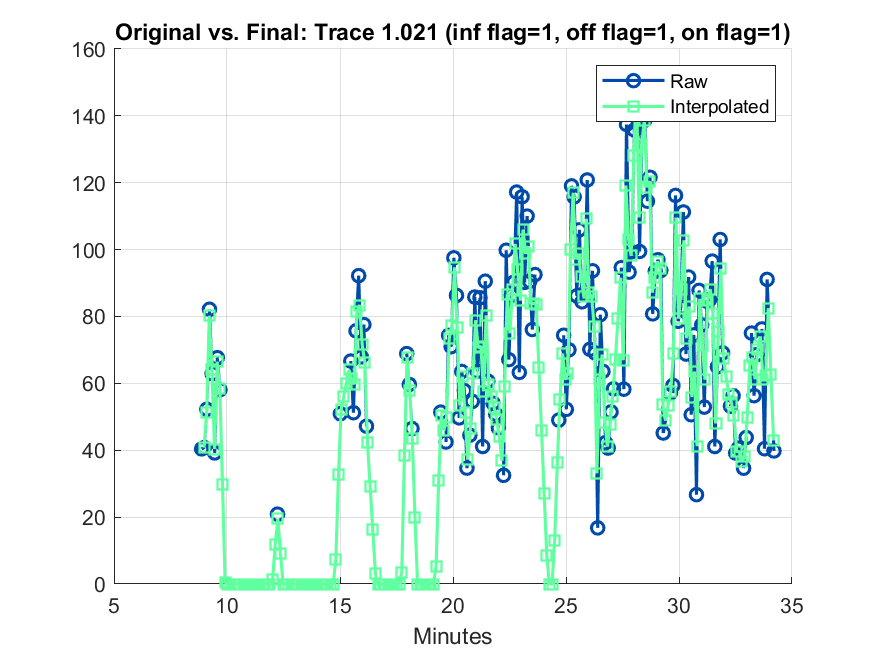 Original vs. Final: Trace 1.021 (inf flag=1, off flag=1, on flag=1)
160
140
120
100
80
60
40
20
0
Raw
Interpolated
5 10 15 20 25 30 35
Minutes